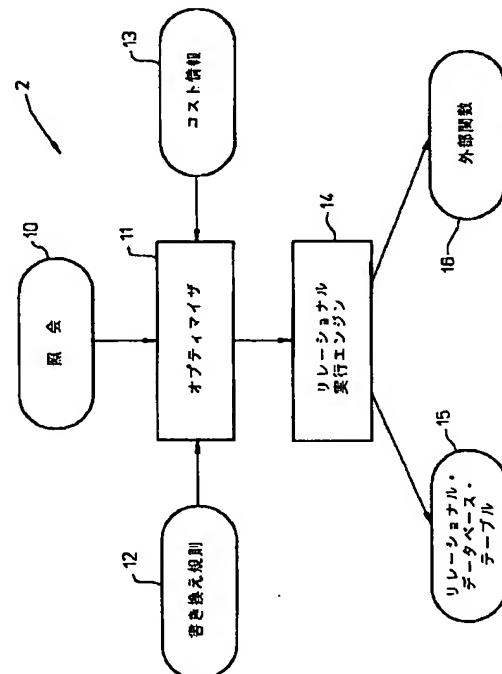 2
10
照会
13
コスト情報
11
オプティマイザ
12
書き換え規則
14
リレーショナル
実行エンジン
15
リレーショナル・
データベース・
テーブル
16
外部関数